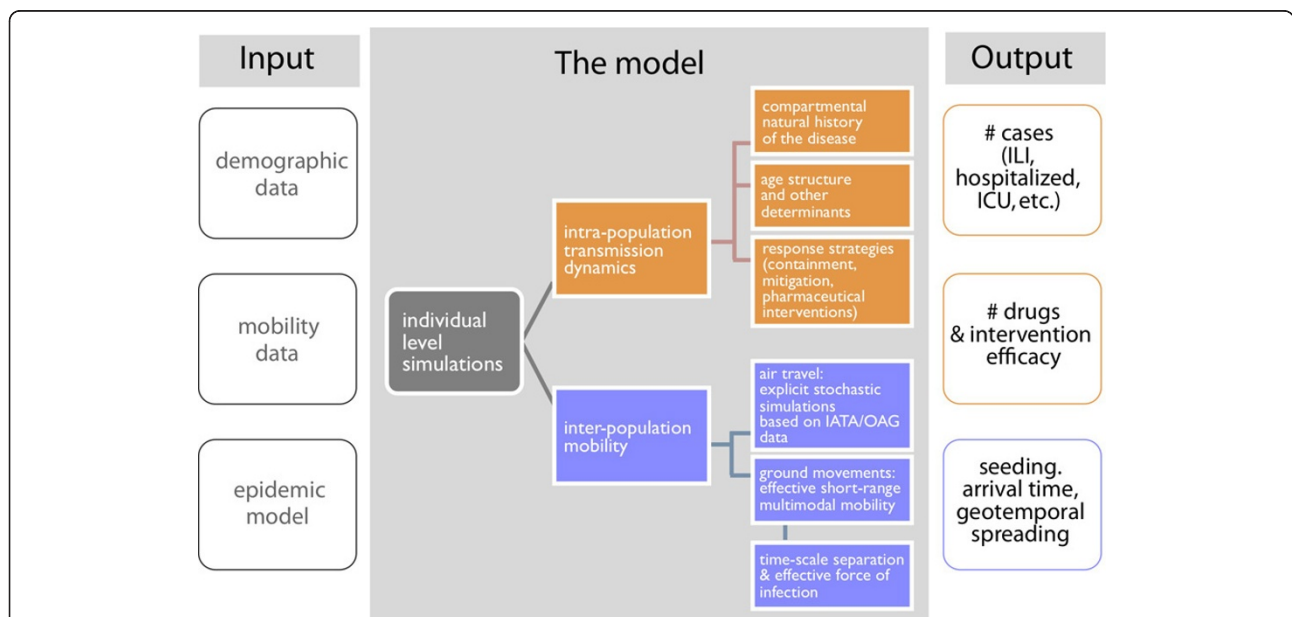 Input
demographic
data
mobility
data
epidemic
model
The model
individual
level
simulations
intra-population
transmission
dynamics
compartmental
natural history
of the disease
age structure
and other
determinants
response strategies
(containment,
mitigation,
pharmaceutical
interventions)
inter-population
mobility
air travel:
explicit stochastic
simulations
based on IATA/OAG
data
ground movements:
effective short-range
multimodal mobility
time-scale separation
& effective force of
infection
Output
# cases
(ILI,
hospitalized,
ICU, etc.)
# drugs
& intervention
efficacy
seeding.
arrival time,
geotemporal
spreading